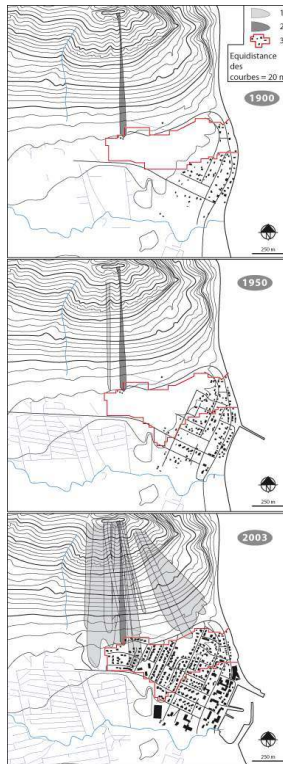 1
2
3
Equidistance
des
courbes = 20 m
1900
250 m
1950
250 m
2003
250 m